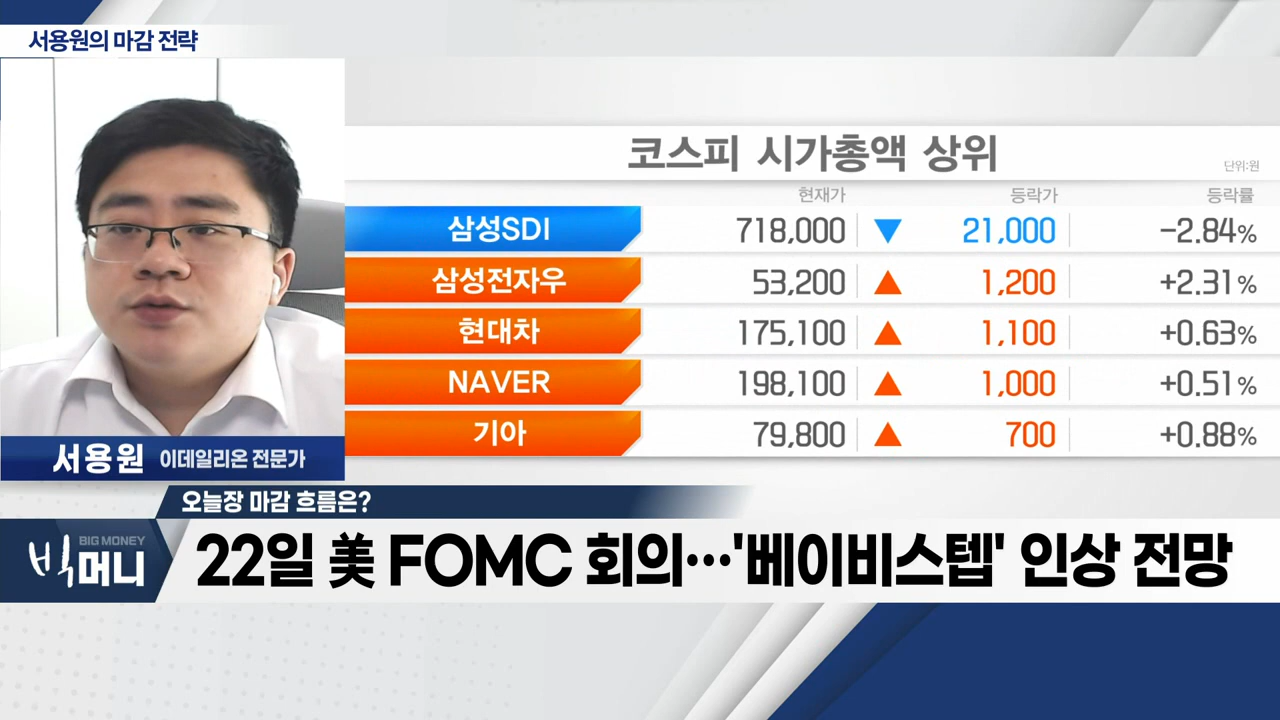 서용원의 마감 전략
코스피 시가총액 상위
단위:원
현재가 등락가 등락률
삼성SDI 718,000 ▼ 21,000 -2.84%
삼성전자우 53,200 ▲ 1,200 +2.31%
현대차 175,100 ▲ 1,100 +0.63%
NAVER 198,100 ▲ 1,000 +0.51%
기아 79,800 ▲ 700 +0.88%
서용원 이데일리온 전문가
오늘장 마감 흐름은?
BIG MONEY
빅머니
22일 美 FOMC 회의…'베이비스텝' 인상 전망